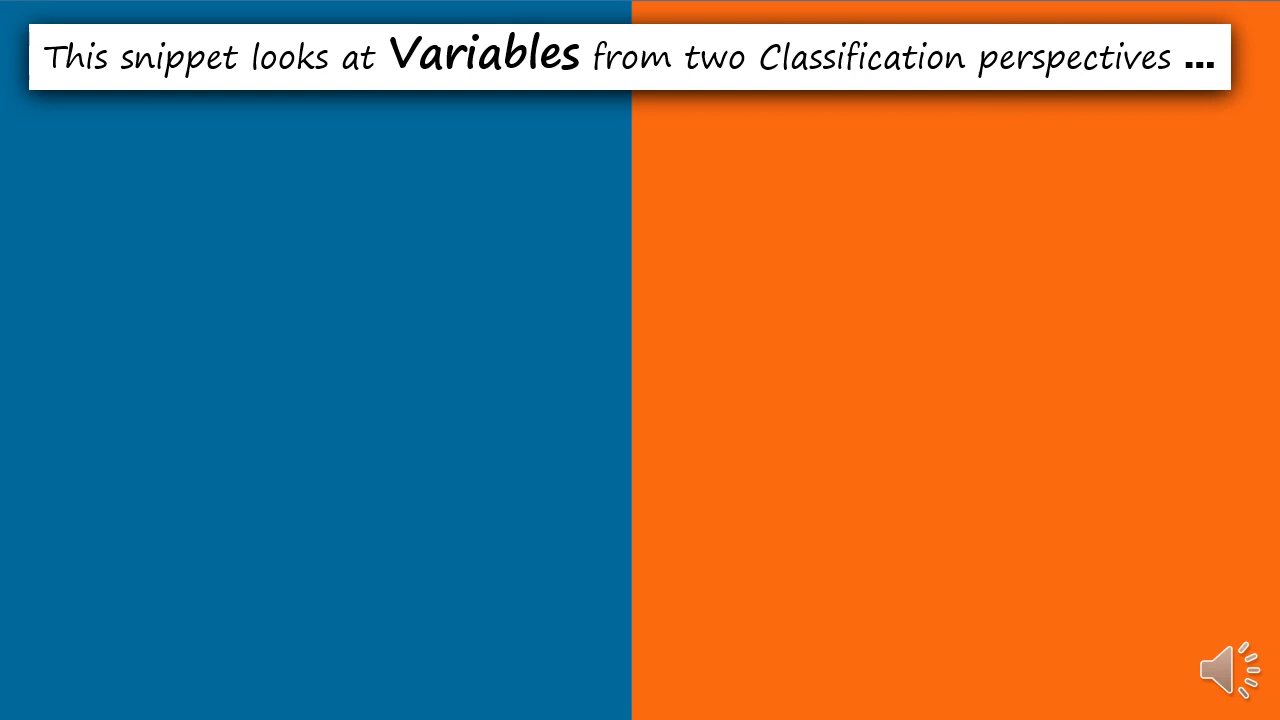 This snippet looks at Variables from two Classification perspectives ...